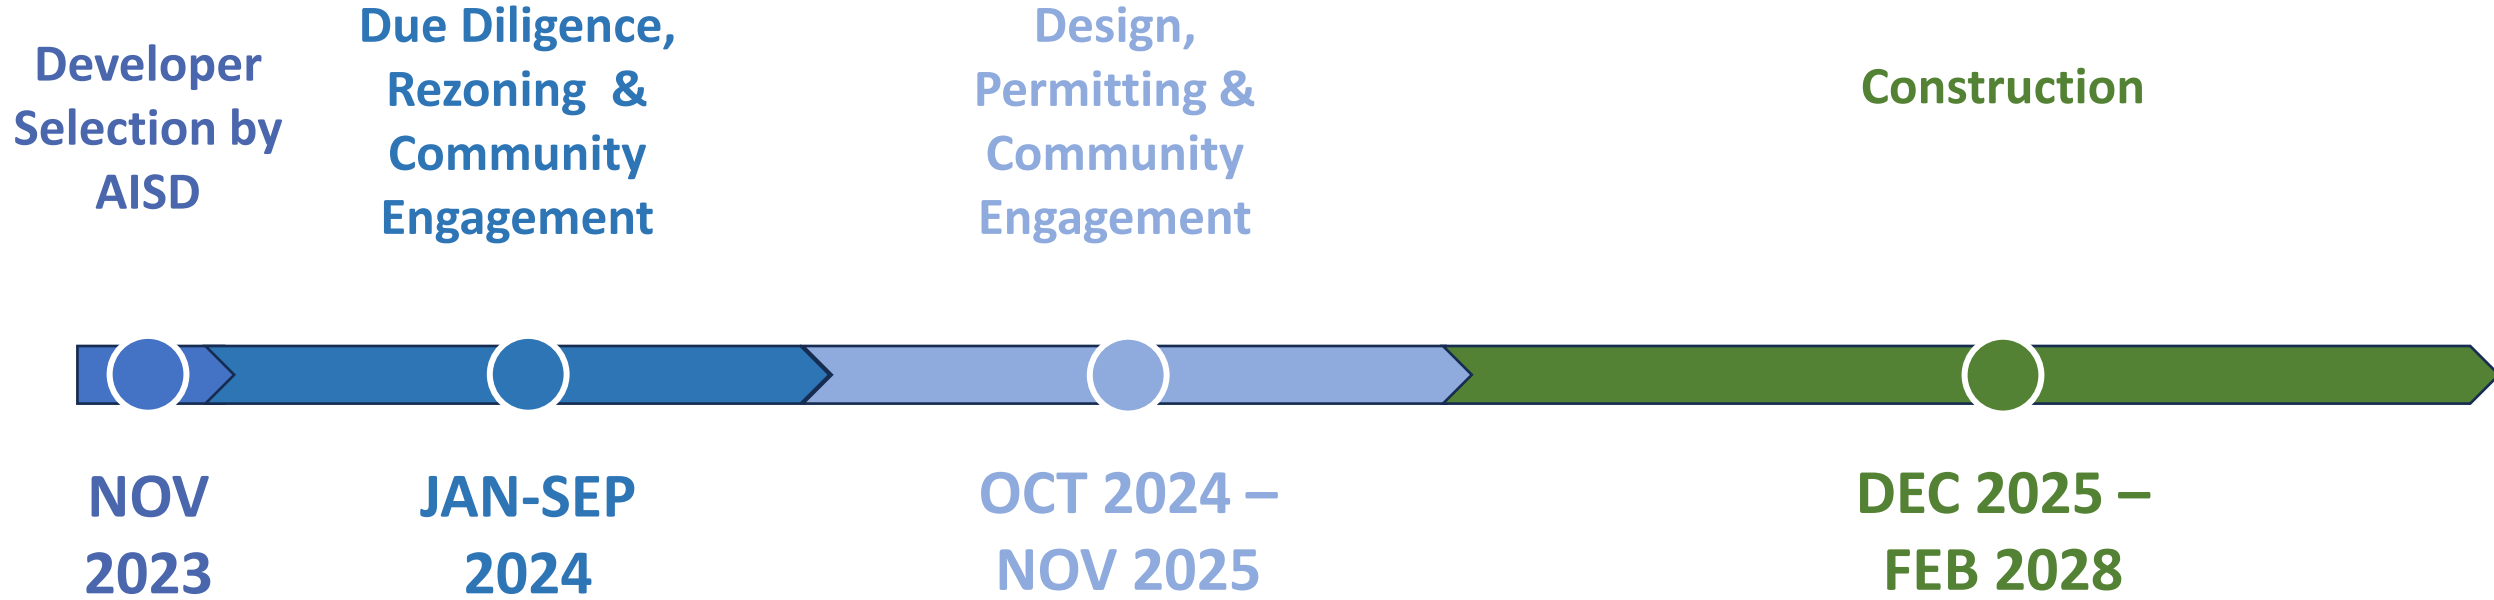 Developer
Selection by
AISD
Due Diligence,
Rezoning &
Community
Engagement
Design,
Permitting &
Community
Engagement
Construction
NOV
2023
JAN-SEP
2024
OCT 2024 –
NOV 2025
DEC 2025 –
FEB 2028